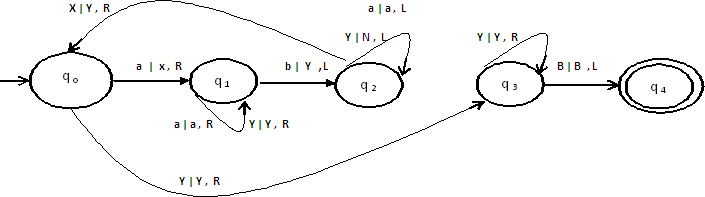 X|Y, R
a|a, L
Y|N, L
Y|Y, R
a | x, R
b|Y ,L
B|B ,L
q₀
q₁
q₂
q₃
q₄
a|a, R
Y|Y, R
Y|Y, R